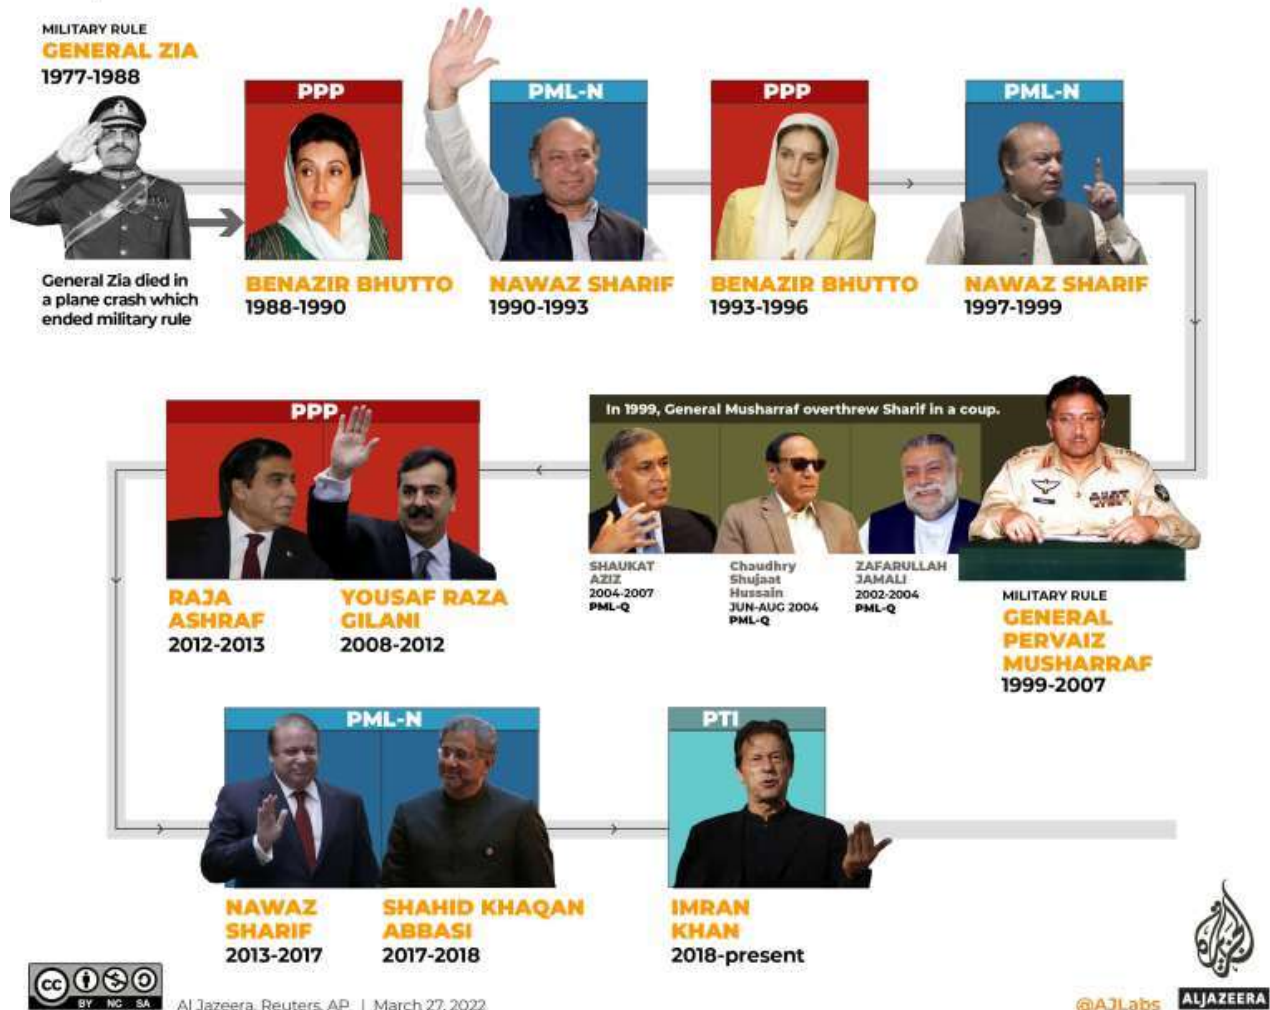 MILITARY RULE
GENERAL ZIA
1977-1988
General Zia died in
a plane crash which
ended military rule
PPP
BENAZIR BHUTTO
1988-1990
PML-N
NAWAZ SHARIF
1990-1993
PPP
BENAZIR BHUTTO
1993-1996
PML-N
NAWAZ SHARIF
1997-1999
In 1999, General Musharraf overthrew Sharif in a coup.
MILITARY RULE
GENERAL
PERVAIZ
MUSHARRAF
1999-2007
ZAFARULLAH
JAMALI
2002-2004
PML-Q
Chaudhry
Shujaat
Hussain
JUN-AUG 2004
PML-Q
SHAUKAT
AZIZ
2004-2007
PML-Q
PPP
YOUSAF RAZA
GILANI
2008-2012
RAJA
ASHRAF
2012-2013
PML-N
NAWAZ
SHARIF
2013-2017
SHAHID KHAQAN
ABBASI
2017-2018
PTI
IMRAN
KHAN
2018-present
cc
BY NC SA
Al Jazeera, Reuters, AP | March 27, 2022
@AJLabs
ALJAZEERA